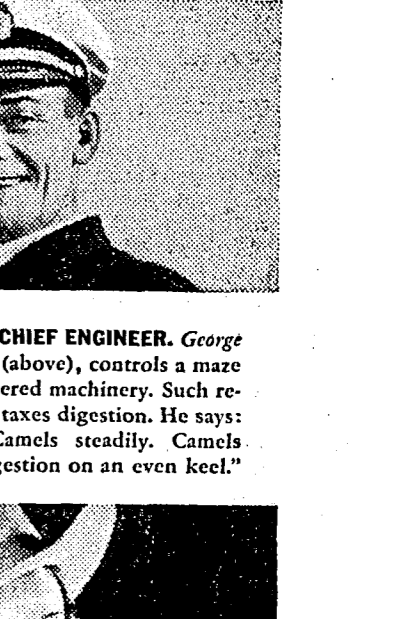 CHIEF ENGINEER. George
(above), controls a maze
ered machinery. Such re-
taxes digestion. He says:
Camels steadily. Camels
gestion on an even keel.”